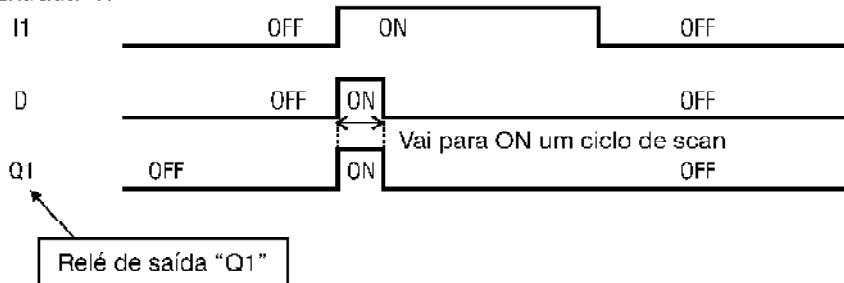 I1 OFF ON OFF
D OFF ON OFF
Vai para ON um ciclo de scan
Q1 OFF ON OFF
Relé de saída “Q1”